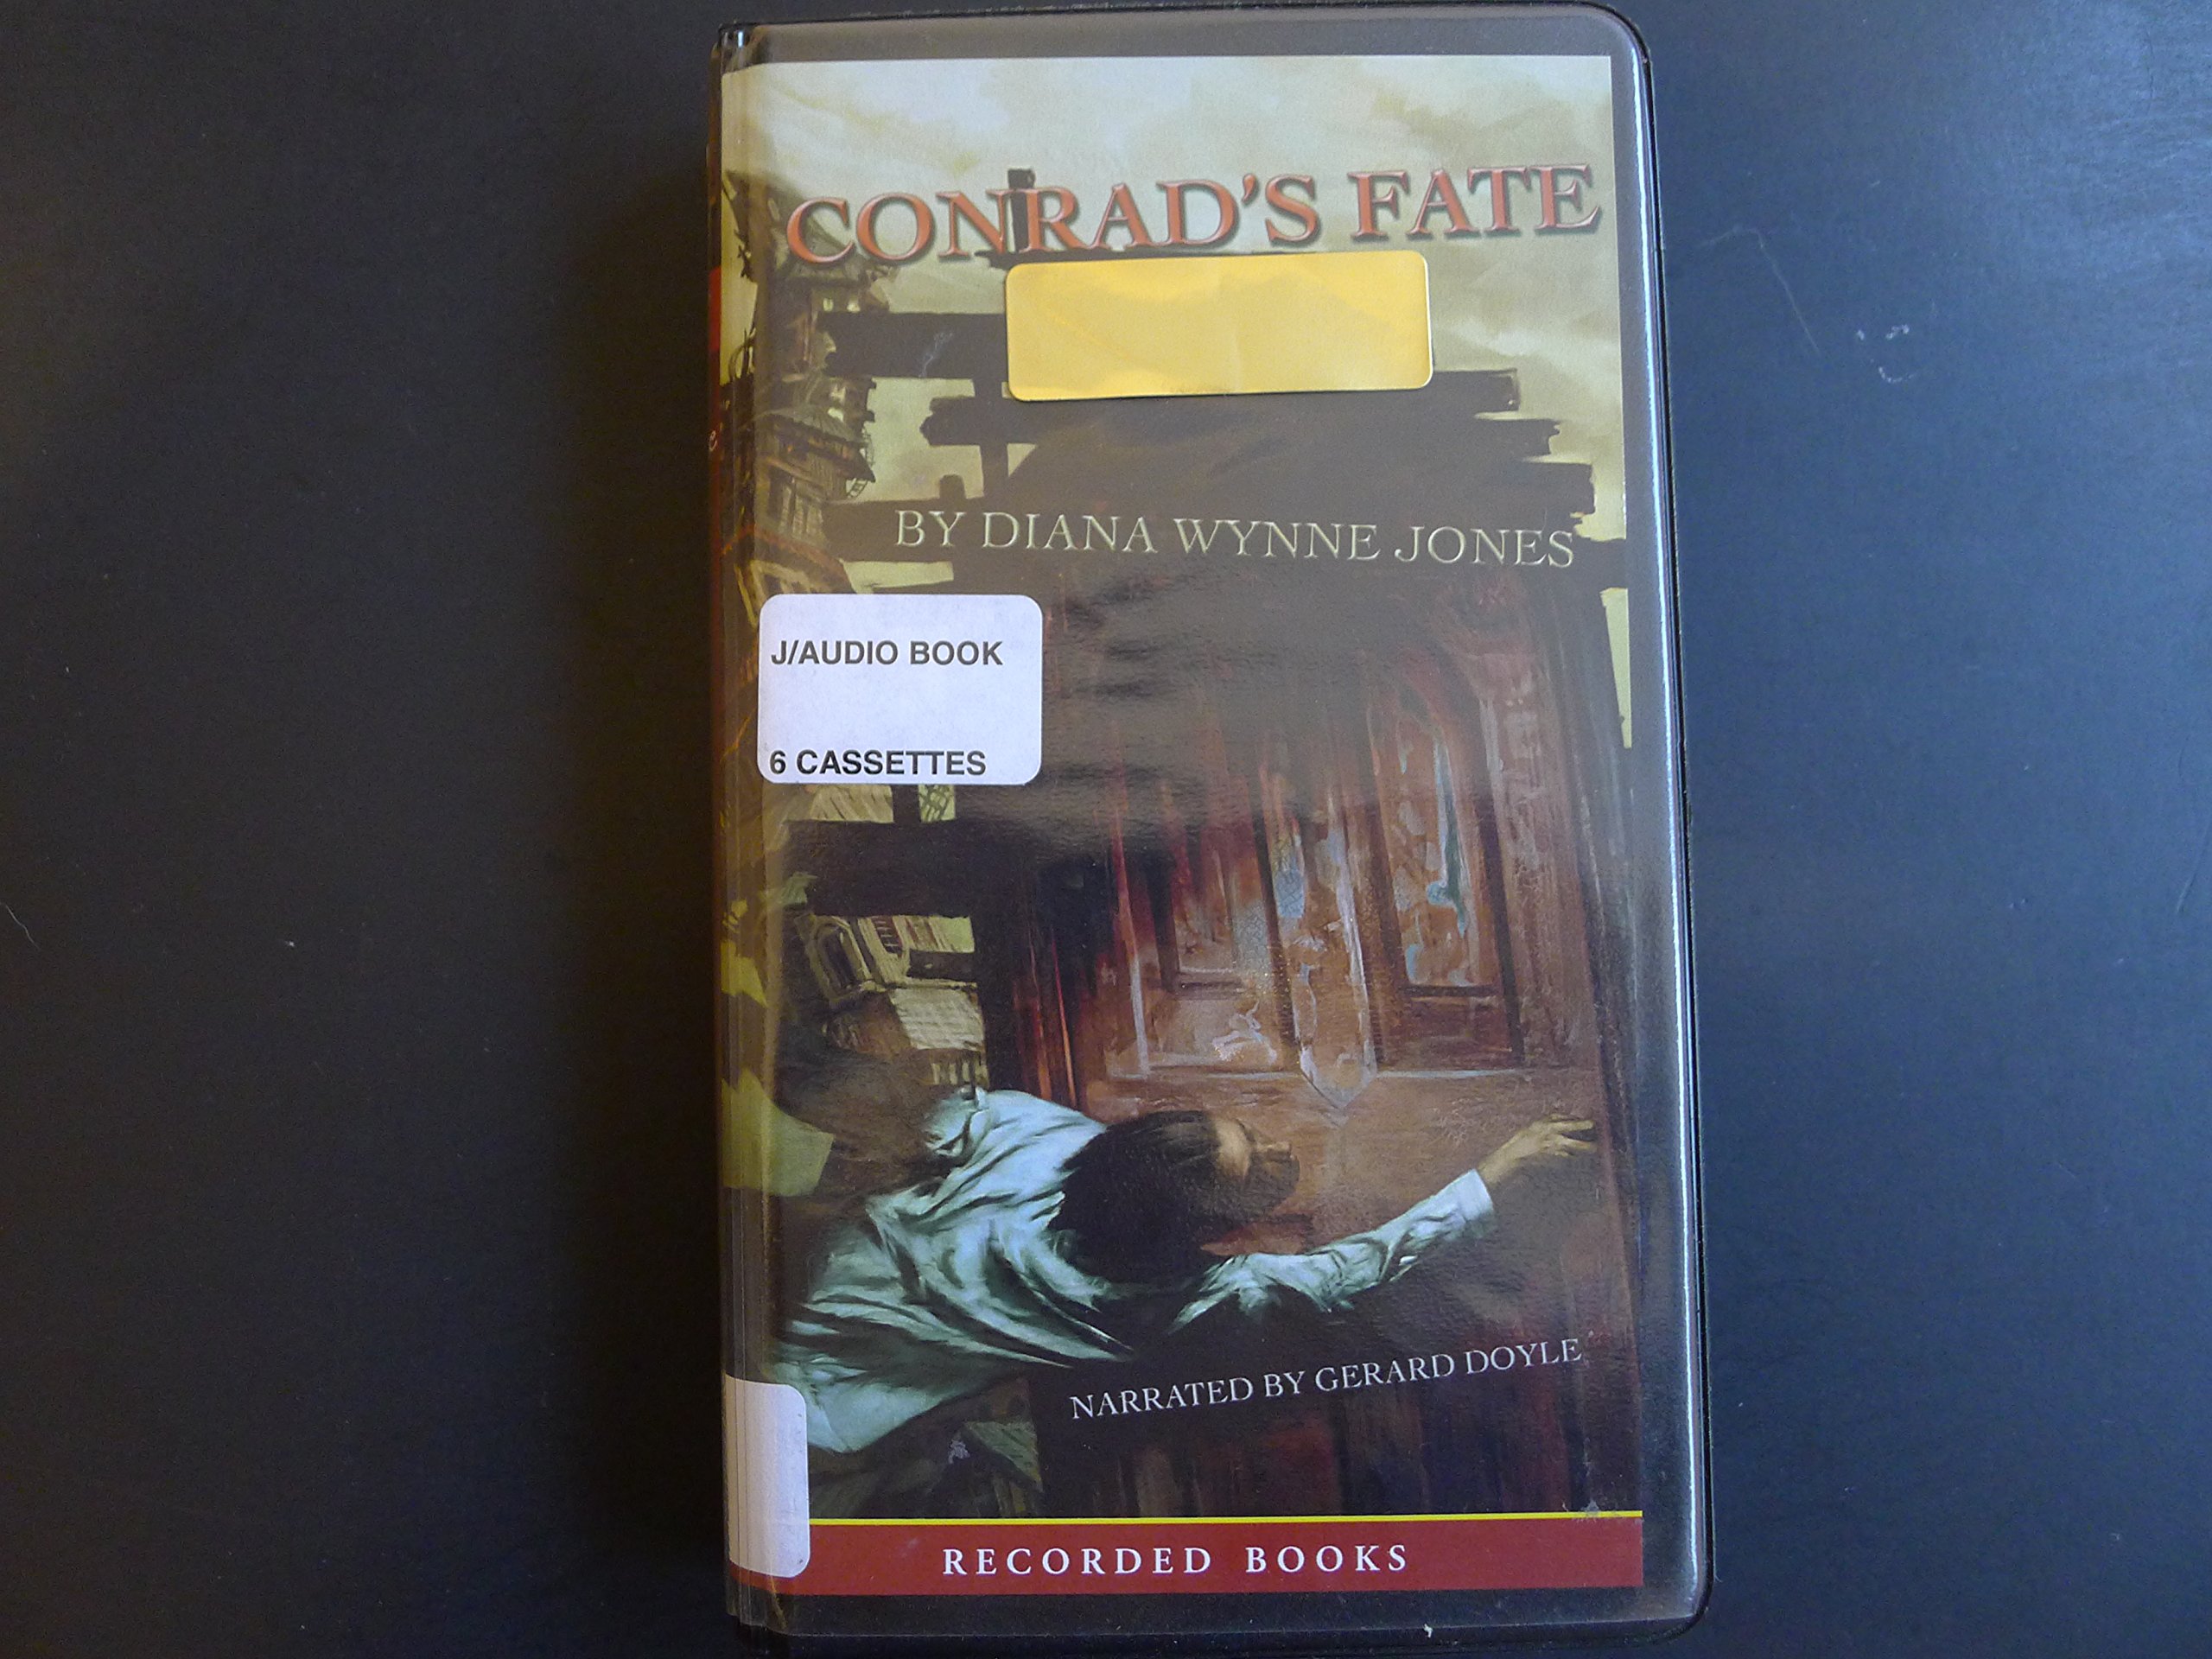 CONRAD'S FATE
BY DIANA WYNNE JONES
J/AUDIO BOOK
6 CASSETTES
NARRATED BY GERARD DOYLE
RECORDED BOOKS